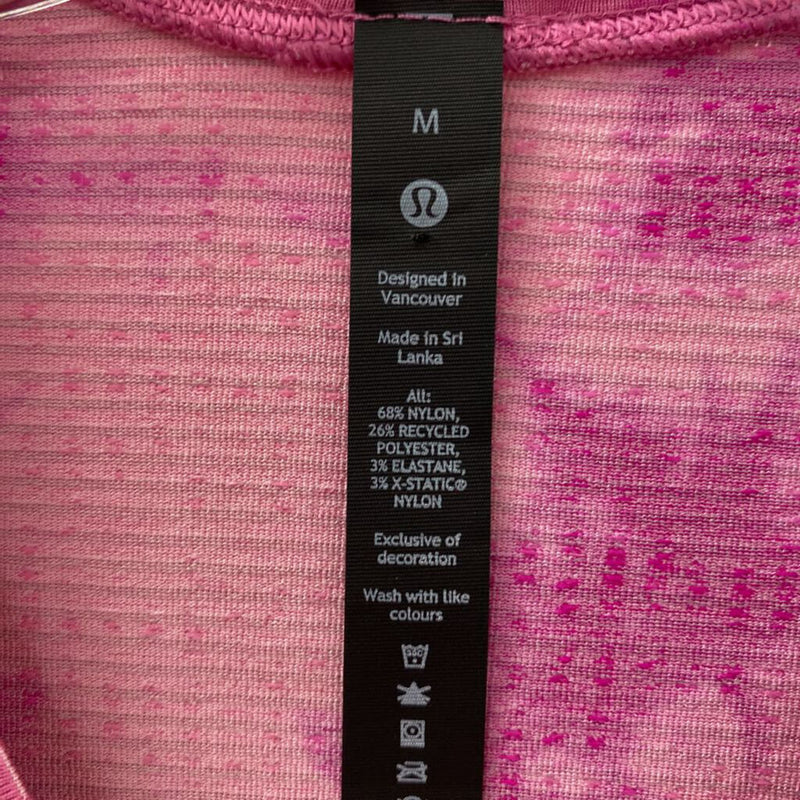 M
Designed in
Vancouver
Made in Sri
Lanka
All:
68% NYLON,
26% RECYCLED
POLYESTER,
3% ELASTANE,
3% X-STATIC®
NYLON
Exclusive of
decoration
Wash with like
colours